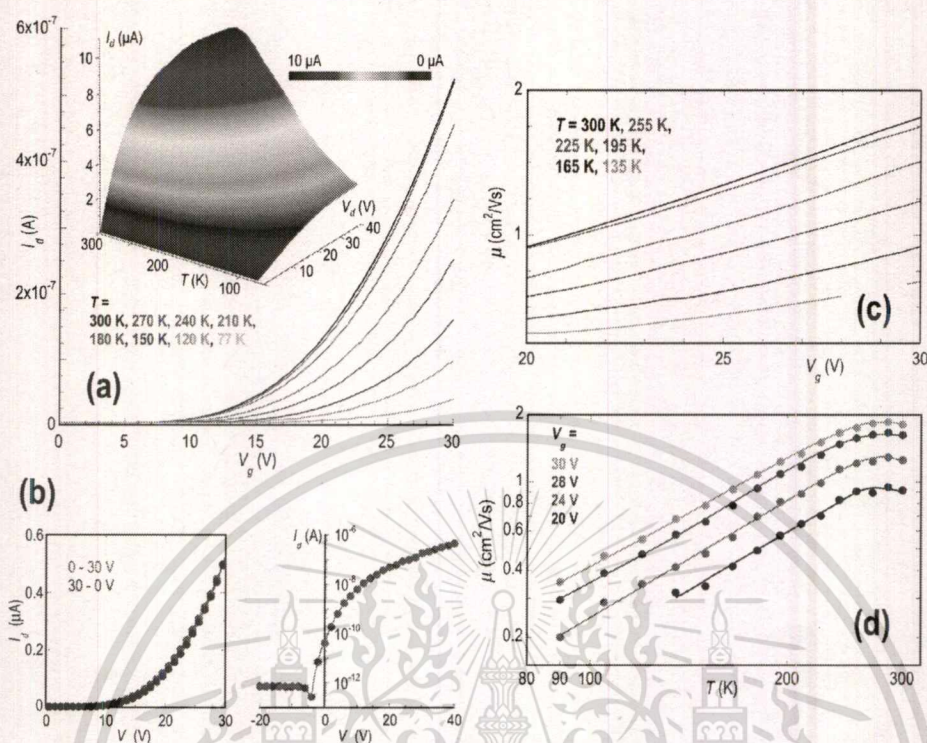 6x10⁻⁷
4x10⁻⁷
2x10⁻⁷
0
I_d (A)
I_d (µA)
10
8
6
4
2
10 µA 0 µA
300 200 100
T (K)
V_d (V)
10 20 30 40
T =
300 K, 270 K, 240 K, 210 K,
180 K, 150 K, 120 K, 77 K
(a)
0 5 10 15 20 25 30
V_g (V)
(b)
0.6
0.4
0.2
0
I_d (µA)
0 - 30 V
30 - 0 V
0 10 20 30
V (V)
I_d (A)
10⁻⁶
10⁻⁸
10⁻¹⁰
10⁻¹²
-20 0 20 40
V (V)
2
1
µ (cm²/Vs)
T = 300 K, 255 K,
225 K, 195 K,
165 K, 135 K
(c)
20 25 30
V_g (V)
2
1
0.8
0.6
0.4
0.2
µ (cm²/Vs)
V_g =
30 V
28 V
24 V
20 V
(d)
80 90 100 200 300
T (K)